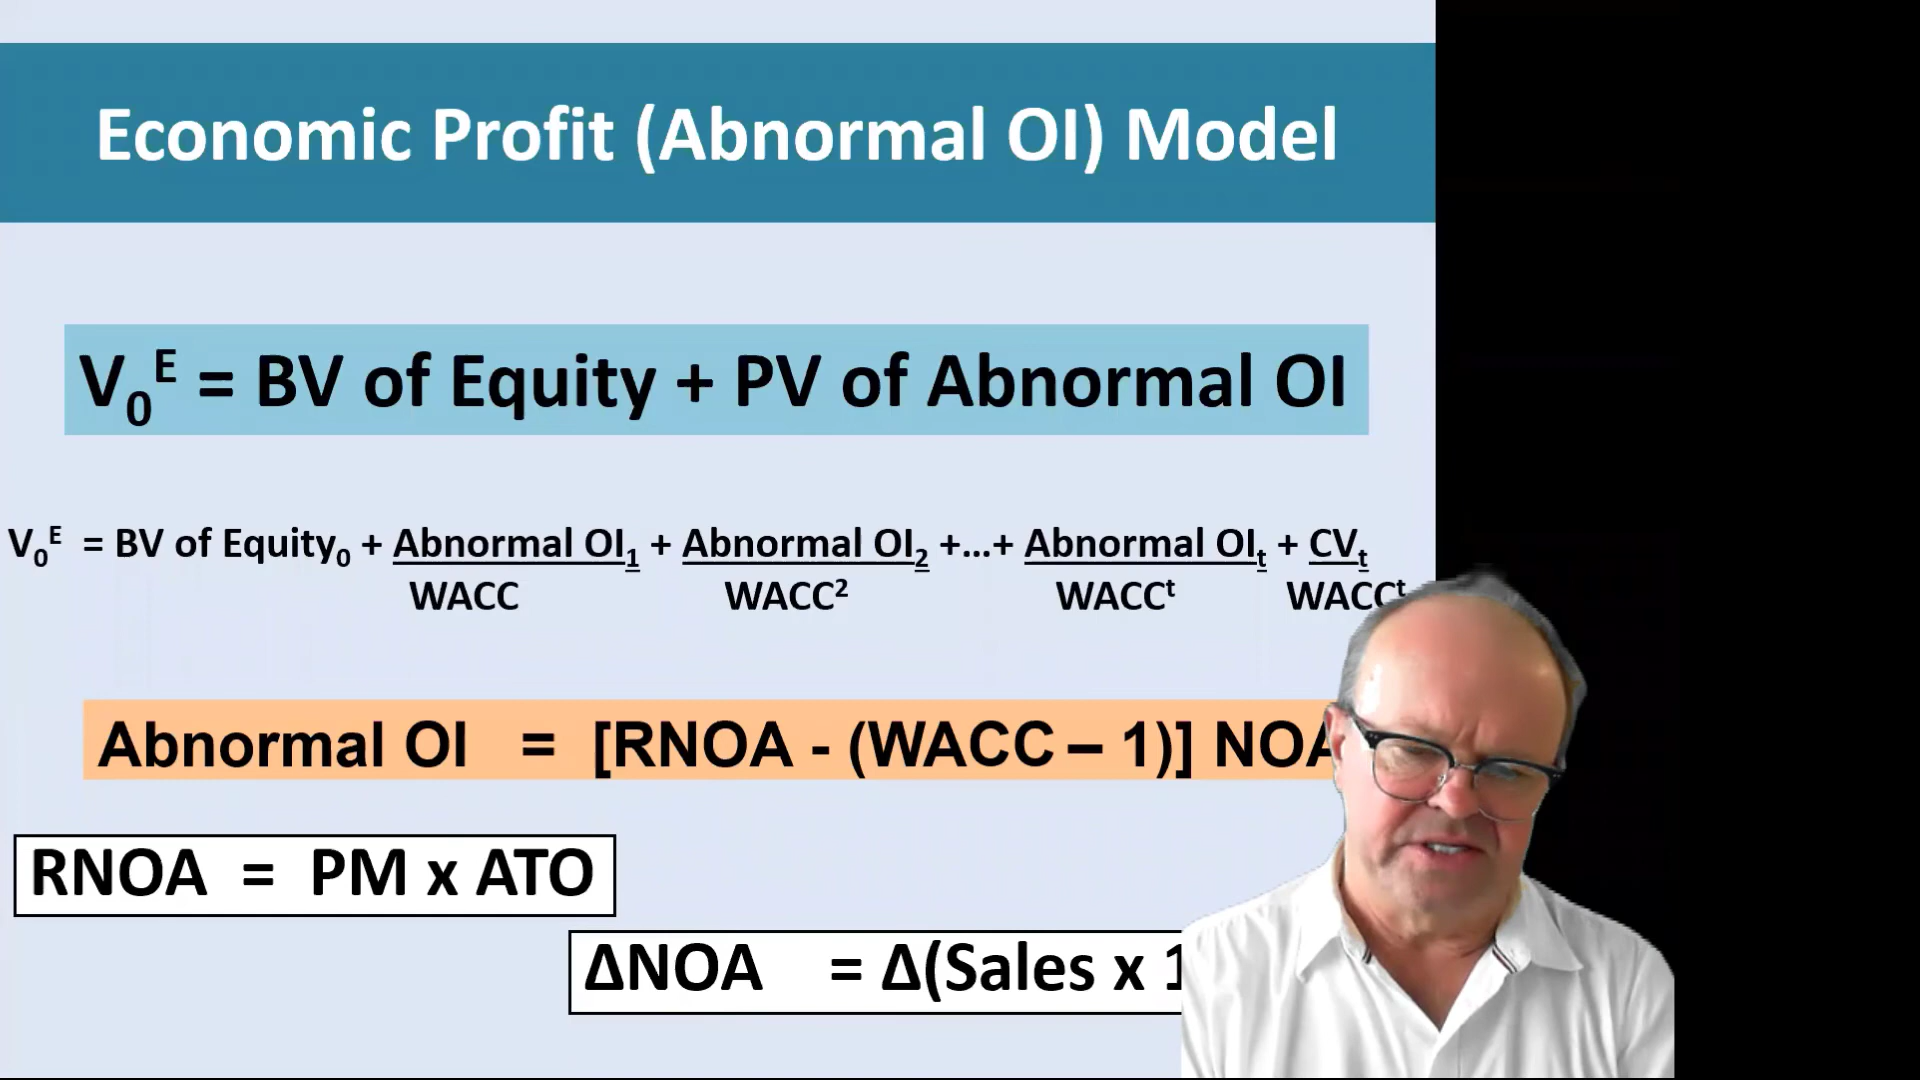 Economic Profit (Abnormal OI) Model
V₀ᴱ = BV of Equity + PV of Abnormal OI
V₀ᴱ = BV of Equity₀ + Abnormal OI₁ + Abnormal OI₂ +...+ Abnormal OIₜ + CVₜ
WACC WACC² WACCᵗ WACCᵗ
Abnormal OI = [RNOA - (WACC – 1)] NOA
RNOA = PM x ATO
ΔNOA = Δ(Sales x 1